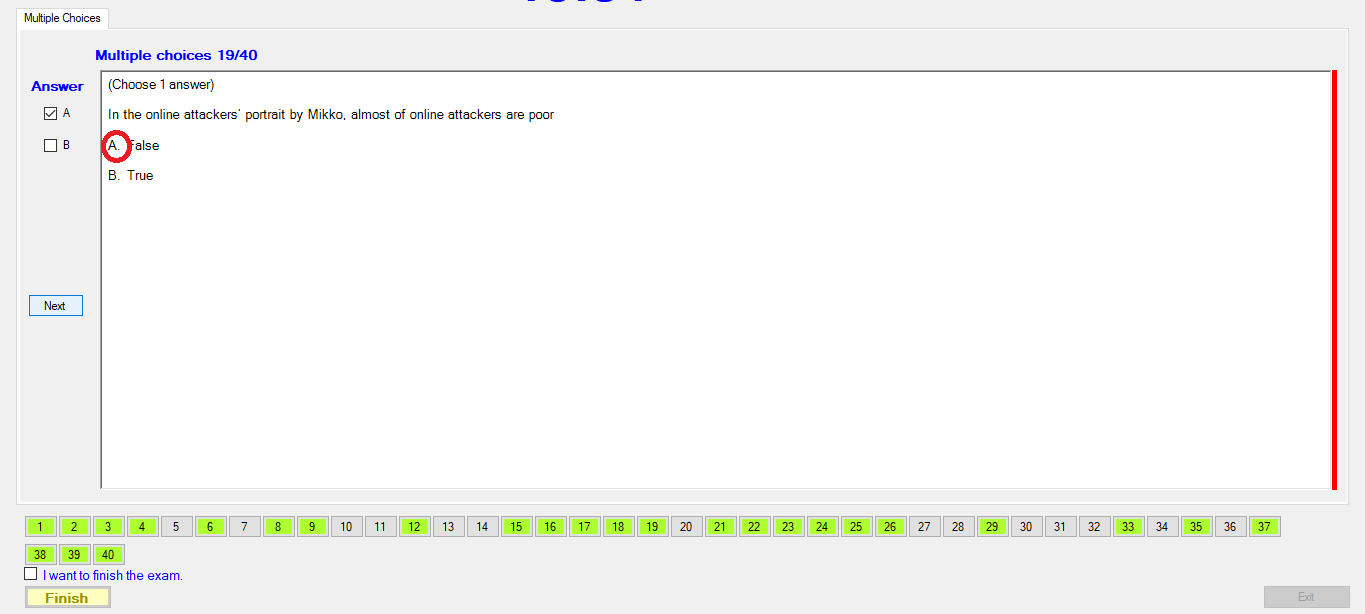 Multiple Choices
Multiple choices 19/40
Answer
(Choose 1 answer)
A
In the online attackers' portrait by Mikko, almost of online attackers are poor
B
A. False
B. True
Next
1 2 3 4 5 6 7 8 9 10 11 12 13 14 15 16 17 18 19 20 21 22 23 24 25 26 27 28 29 30 31 32 33 34 35 36 37
38 39 40
I want to finish the exam.
Finish
Exit